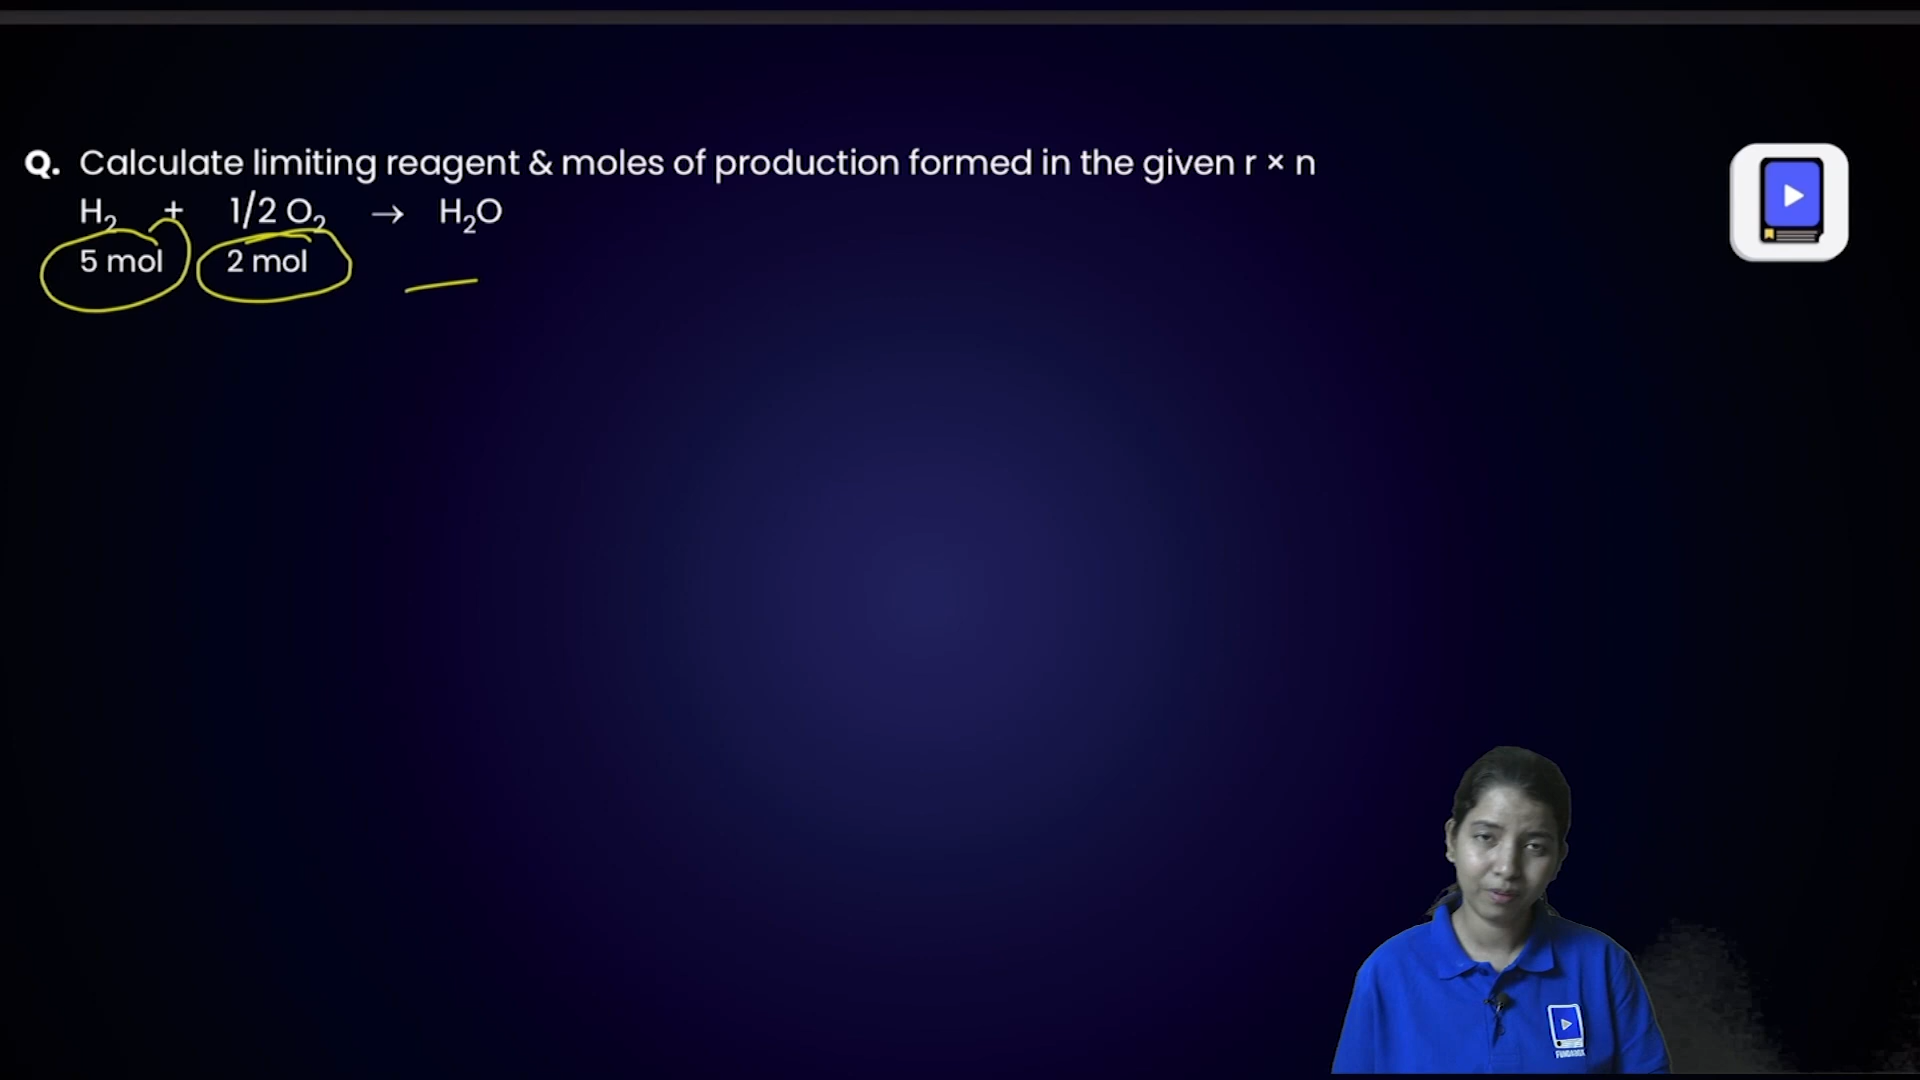 Q. Calculate limiting reagent & moles of production formed in the given r × n
H₂ + 1/2 O₂ → H₂O
5 mol 2 mol
FUNDABOX